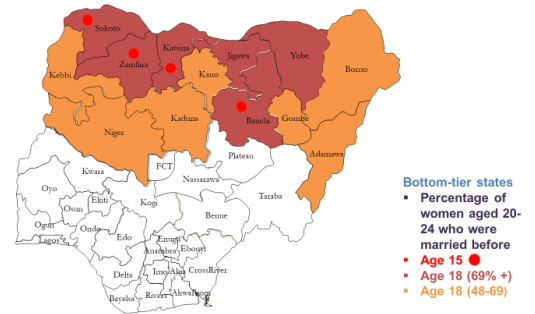 Sokoto
Katsina
Jigawa
Yobe
Borno
Zamfara
Kebbi
Kano
Bauchi
Gombe
Kaduna
Niger
Adamawa
Plateau
FCT
Kwara
Nassarawa
Oyo
Taraba
Kogi
Ekiti
Osun
Benue
Ogun
Ondo
Edo
Lagos
Enugu
Anambra
Ebonyi
Delta
Imo
Abia
CrossRiver
Bayelsa
Rivers
AkwaIbom
Bottom-tier states
▪ Percentage of
women aged 20-
24 who were
married before
▪ Age 15
▪ Age 18 (69% +)
▪ Age 18 (48-69)